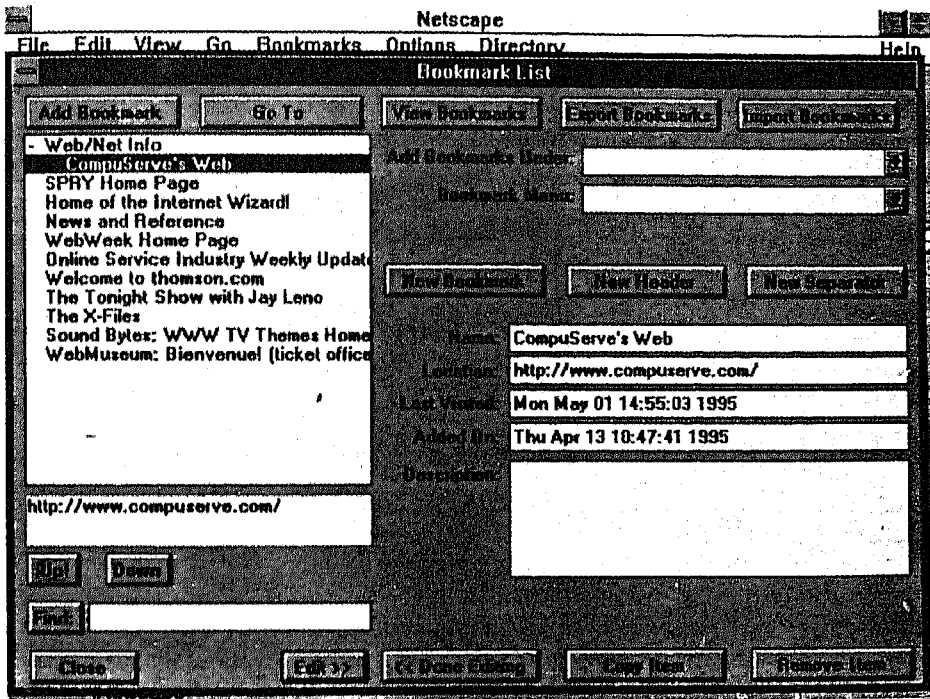 Netscape
File Edit View Go Bookmarks Options Directory Help
Bookmark List
Add Bookmark Go To View Bookmarks Export Bookmarks Import Bookmarks
- Web/Net Info
CompuServe's Web
SPRY Home Page
Home of the Internet Wizard!
News and Reference
WebWeek Home Page
Online Service Industry Weekly Update
Welcome to thomson.com
The Tonight Show with Jay Leno
The X-Files
Sound Bytes: WWW TV Themes Home
WebMuseum: Bienvenue! (ticket office
Add Bookmarks Under:
Bookmark Menu:
New Bookmark New Header New Separator
Name: CompuServe's Web
Location: http://www.compuserve.com/
Last Visited: Mon May 01 14:55:03 1995
Added On: Thu Apr 13 10:47:41 1995
Description:
http://www.compuserve.com/
Up! Down
Find:
Close Edit >> << Done Editing Copy Item Remove Item